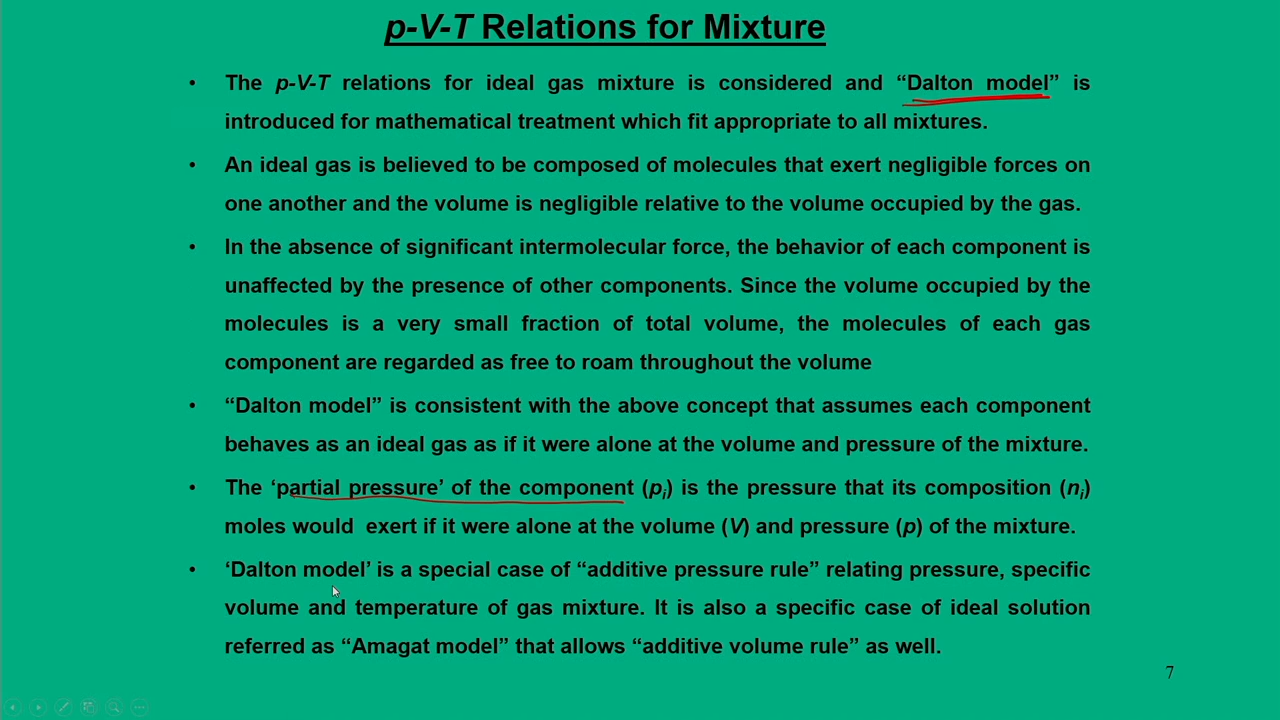 p-V-T Relations for Mixture
• The p-V-T relations for ideal gas mixture is considered and “Dalton model” is
introduced for mathematical treatment which fit appropriate to all mixtures.
• An ideal gas is believed to be composed of molecules that exert negligible forces on
one another and the volume is negligible relative to the volume occupied by the gas.
• In the absence of significant intermolecular force, the behavior of each component is
unaffected by the presence of other components. Since the volume occupied by the
molecules is a very small fraction of total volume, the molecules of each gas
component are regarded as free to roam throughout the volume
• “Dalton model” is consistent with the above concept that assumes each component
behaves as an ideal gas as if it were alone at the volume and pressure of the mixture.
• The ‘partial pressure’ of the component (pi) is the pressure that its composition (ni)
moles would exert if it were alone at the volume (V) and pressure (p) of the mixture.
• ‘Dalton model’ is a special case of “additive pressure rule” relating pressure, specific
volume and temperature of gas mixture. It is also a specific case of ideal solution
referred as “Amagat model” that allows “additive volume rule” as well.
7